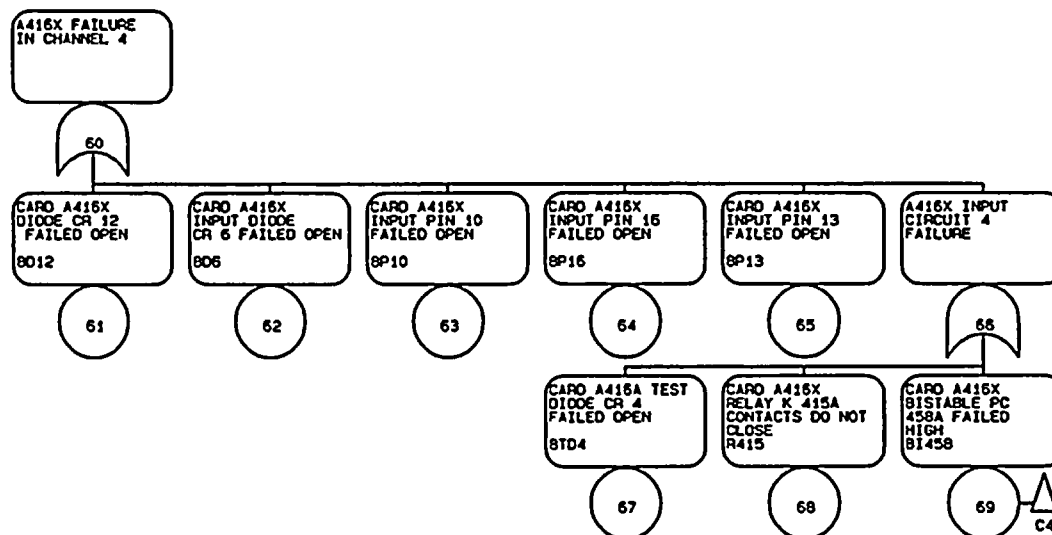 A416X FAILURE
IN CHANNEL 4
60
CARD A416X
DIODE CR 12
FAILED OPEN
8D12
CARD A416X
INPUT DIODE
CR 6 FAILED OPEN
8D6
CARD A416X
INPUT PIN 10
FAILED OPEN
8P10
CARD A416X
INPUT PIN 16
FAILED OPEN
8P16
CARD A416X
INPUT PIN 13
FAILED OPEN
8P13
A416X INPUT
CIRCUIT 4
FAILURE
61
62
63
64
65
66
CARD A416A TEST
DIODE CR 4
FAILED OPEN
8TD4
CARD A416X
RELAY K 415A
CONTACTS DO NOT
CLOSE
R415
CARD A416X
BISTABLE PC
458A FAILED
HIGH
BI458
67
68
69
C4